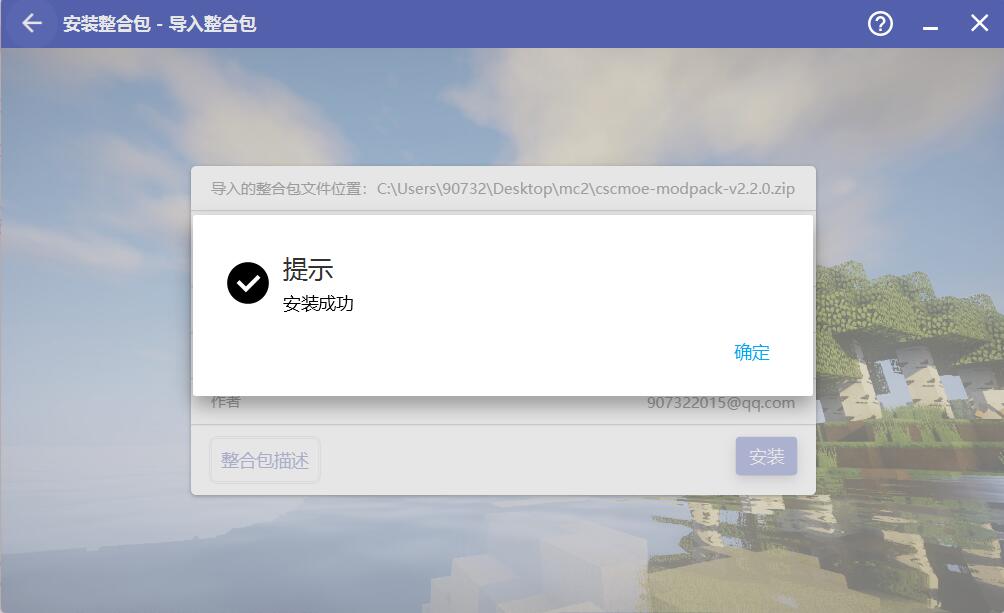 安装整合包 - 导入整合包
导入的整合包文件位置：C:\Users\90732\Desktop\mc2\cscmoe-modpack-v2.2.0.zip
提示
安装成功
确定
作者 907322015@qq.com
整合包描述 安装